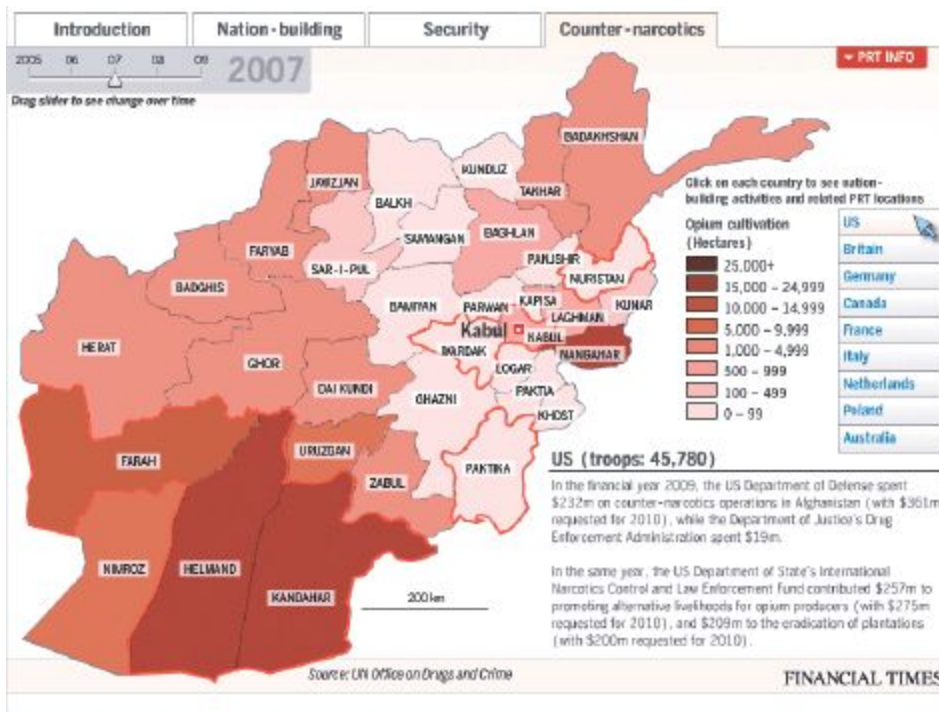 Introduction
Nation-building
Security
Counter-narcotics
2005 06 07 08 09
2007
PRT INFO
Drag slider to see change over time
BADAKHSHAN
KUNDUZ
JAWZJAN
TAKHAR
BALKH
Click on each country to see nation-
building activities and related PRT locations
US
Britain
Germany
Canada
France
Italy
Netherlands
Poland
Australia
Opium cultivation
(Hectares)
25,000+
15,000 - 24,999
10,000 - 14,999
5,000 - 9,999
1,000 - 4,999
500 - 999
100 - 499
0 - 99
SAMANGAN
BAGHLAN
FARYAB
PANJSHIR
SAR-I-PUL
NURISTAN
BADGHIS
BAMIYAN
PARWAN
KAPISA
KUNAR
LAGHMAN
Kabul
KABUL
HERAT
WARDAK
NANGAHAR
GHOR
LOGAR
DAI KUNDI
PAKTIA
GHAZNI
KHOST
URUZGAN
FARAH
PAKTIKA
ZABUL
NIMROZ
HELMAND
KANDAHAR
200 km
US (troops: 45,780)
In the financial year 2009, the US Department of Defense spent
$232m on counter-narcotics operations in Afghanistan (with $361m
requested for 2010), while the Department of Justice's Drug
Enforcement Administration spent $19m.
In the same year, the US Department of State's International
Narcotics Control and Law Enforcement Fund contributed $257m to
promoting alternative livelihoods for opium producers (with $275m
requested for 2010), and $209m to the eradication of plantations
(with $200m requested for 2010).
Source: UN Office on Drugs and Crime
FINANCIAL TIMES